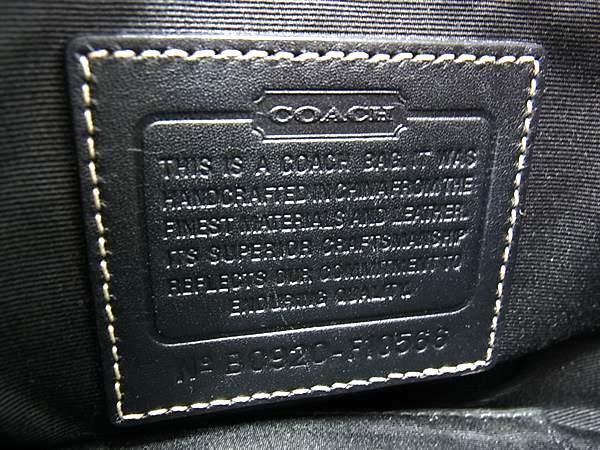 COACH
THIS IS A COACH BAG. IT WAS
HANDCRAFTED IN CHINA FROM THE
FINEST MATERIALS AND LEATHER.
ITS SUPERIOR CRAFTSMANSHIP
REFLECTS OUR COMMITMENT TO
ENDURING QUALITY.
Nº B092C-F10566